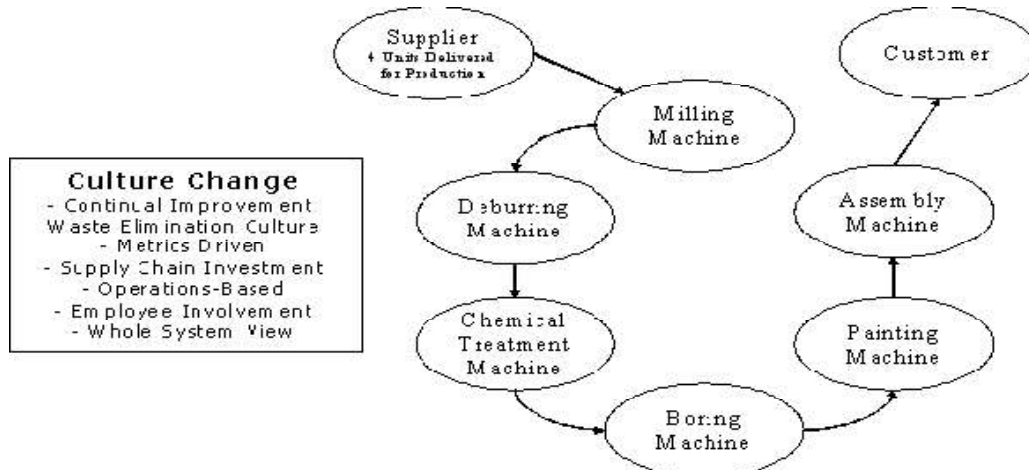 Supplier
4 Units Delivered
for Production
Customer
Milling
Machine
Culture Change
- Continual Improvement
Waste Elimination Culture
- Metrics Driven
- Supply Chain Investment
- Operations-Based
- Employee Involvement
- Whole System View
Deburring
Machine
Assembly
Machine
Chemical
Treatment
Machine
Painting
Machine
Boring
Machine